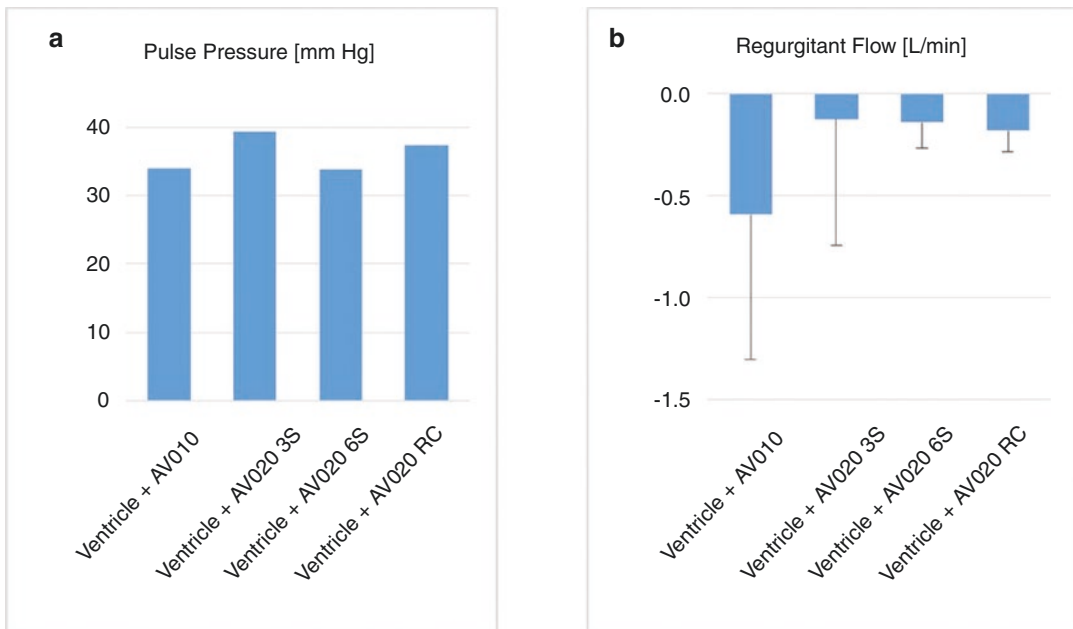 a
Pulse Pressure [mm Hg]
40
30
20
10
0
Ventricle + AV010
Ventricle + AV020 3S
Ventricle + AV020 6S
Ventricle + AV020 RC
b
Regurgitant Flow [L/min]
0.0
-0.5
-1.0
-1.5
Ventricle + AV010
Ventricle + AV020 3S
Ventricle + AV020 6S
Ventricle + AV020 RC